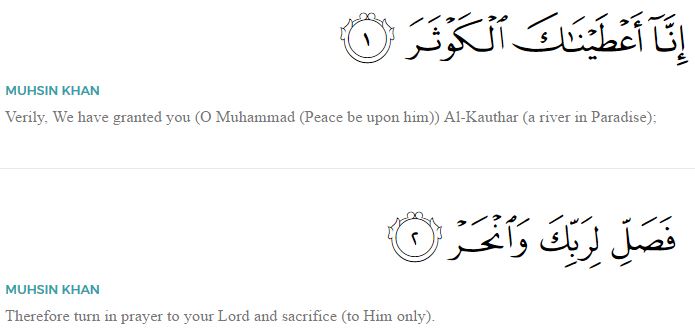 إِنَّآ أَعْطَيْنَـٰكَ ٱلْكَوْثَرَ ١
MUHSIN KHAN
Verily, We have granted you (O Muhammad (Peace be upon him)) Al-Kauthar (a river in Paradise);
فَصَلِّ لِرَبِّكَ وَٱنْحَرْ ٢
MUHSIN KHAN
Therefore turn in prayer to your Lord and sacrifice (to Him only).